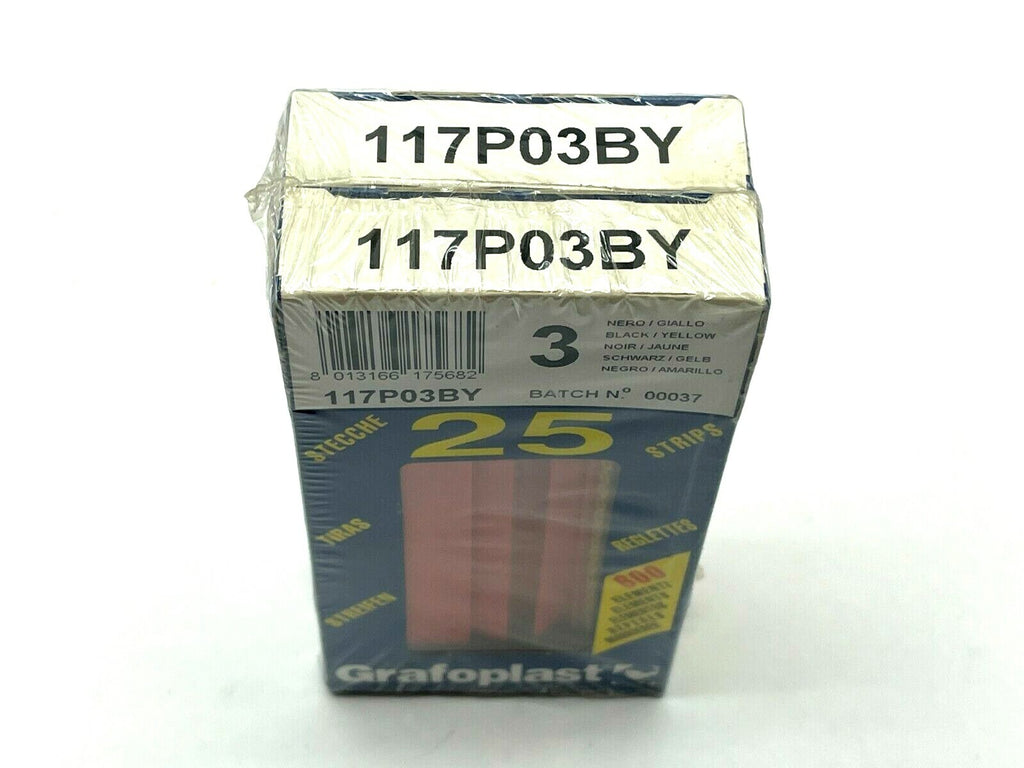 117P03BY
117P03BY
8 013166 175682
117P03BY
3
NERO / GIALLO
BLACK / YELLOW
NOIR / JAUNE
SCHWARZ / GELB
NEGRO / AMARILLO
BATCH N.º 00037
25
STECCHE
STRIPS
TIRAS
REGLETTES
STREIFEN
600
Grafoplast